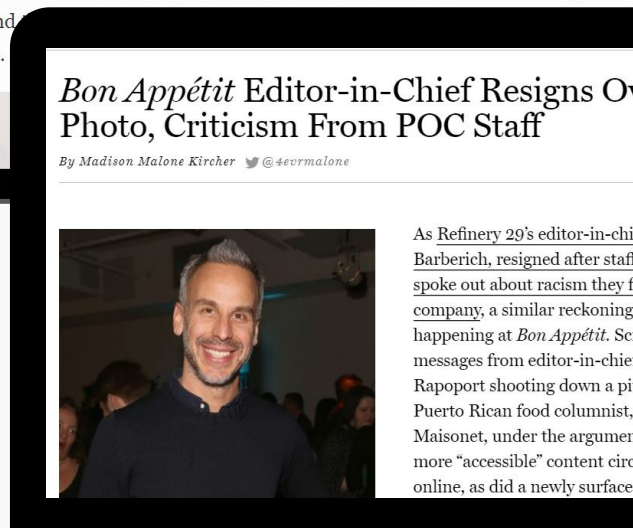 nd
.
Bon Appétit Editor-in-Chief Resigns Ov
Photo, Criticism From POC Staff
By Madison Malone Kircher @4evrmalone
As Refinery 29’s editor-in-chi
Barberich, resigned after staff
spoke out about racism they f
company, a similar reckoning
happening at Bon Appétit. Sc
messages from editor-in-chief
Rapoport shooting down a pi
Puerto Rican food columnist,
Maisonet, under the argumen
more “accessible” content circ
online, as did a newly surface